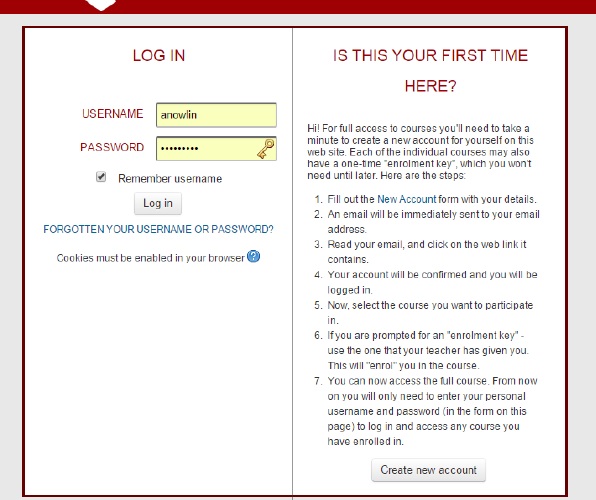 LOG IN
USERNAME
anowlin
PASSWORD
•••••••••
Remember username
Log in
FORGOTTEN YOUR USERNAME OR PASSWORD?
Cookies must be enabled in your browser ?
IS THIS YOUR FIRST TIME
HERE?
Hi! For full access to courses you'll need to take a
minute to create a new account for yourself on this
web site. Each of the individual courses may also
have a one-time "enrolment key", which you won't
need until later. Here are the steps:
1. Fill out the New Account form with your details.
2. An email will be immediately sent to your email
address.
3. Read your email, and click on the web link it
contains.
4. Your account will be confirmed and you will be
logged in.
5. Now, select the course you want to participate
in.
6. If you are prompted for an "enrolment key" -
use the one that your teacher has given you.
This will "enrol" you in the course.
7. You can now access the full course. From now
on you will only need to enter your personal
username and password (in the form on this
page) to log in and access any course you
have enrolled in.
Create new account